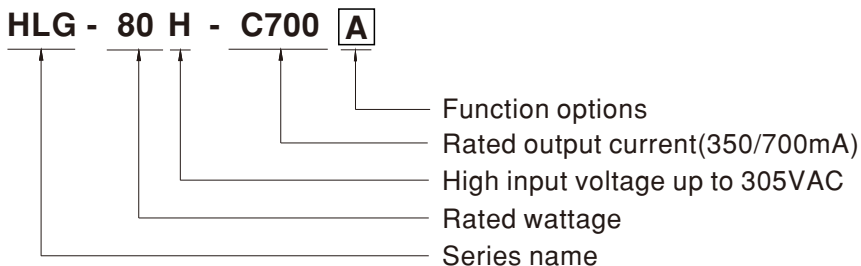 HLG - 80 H - C700 A
Function options
Rated output current(350/700mA)
High input voltage up to 305VAC
Rated wattage
Series name